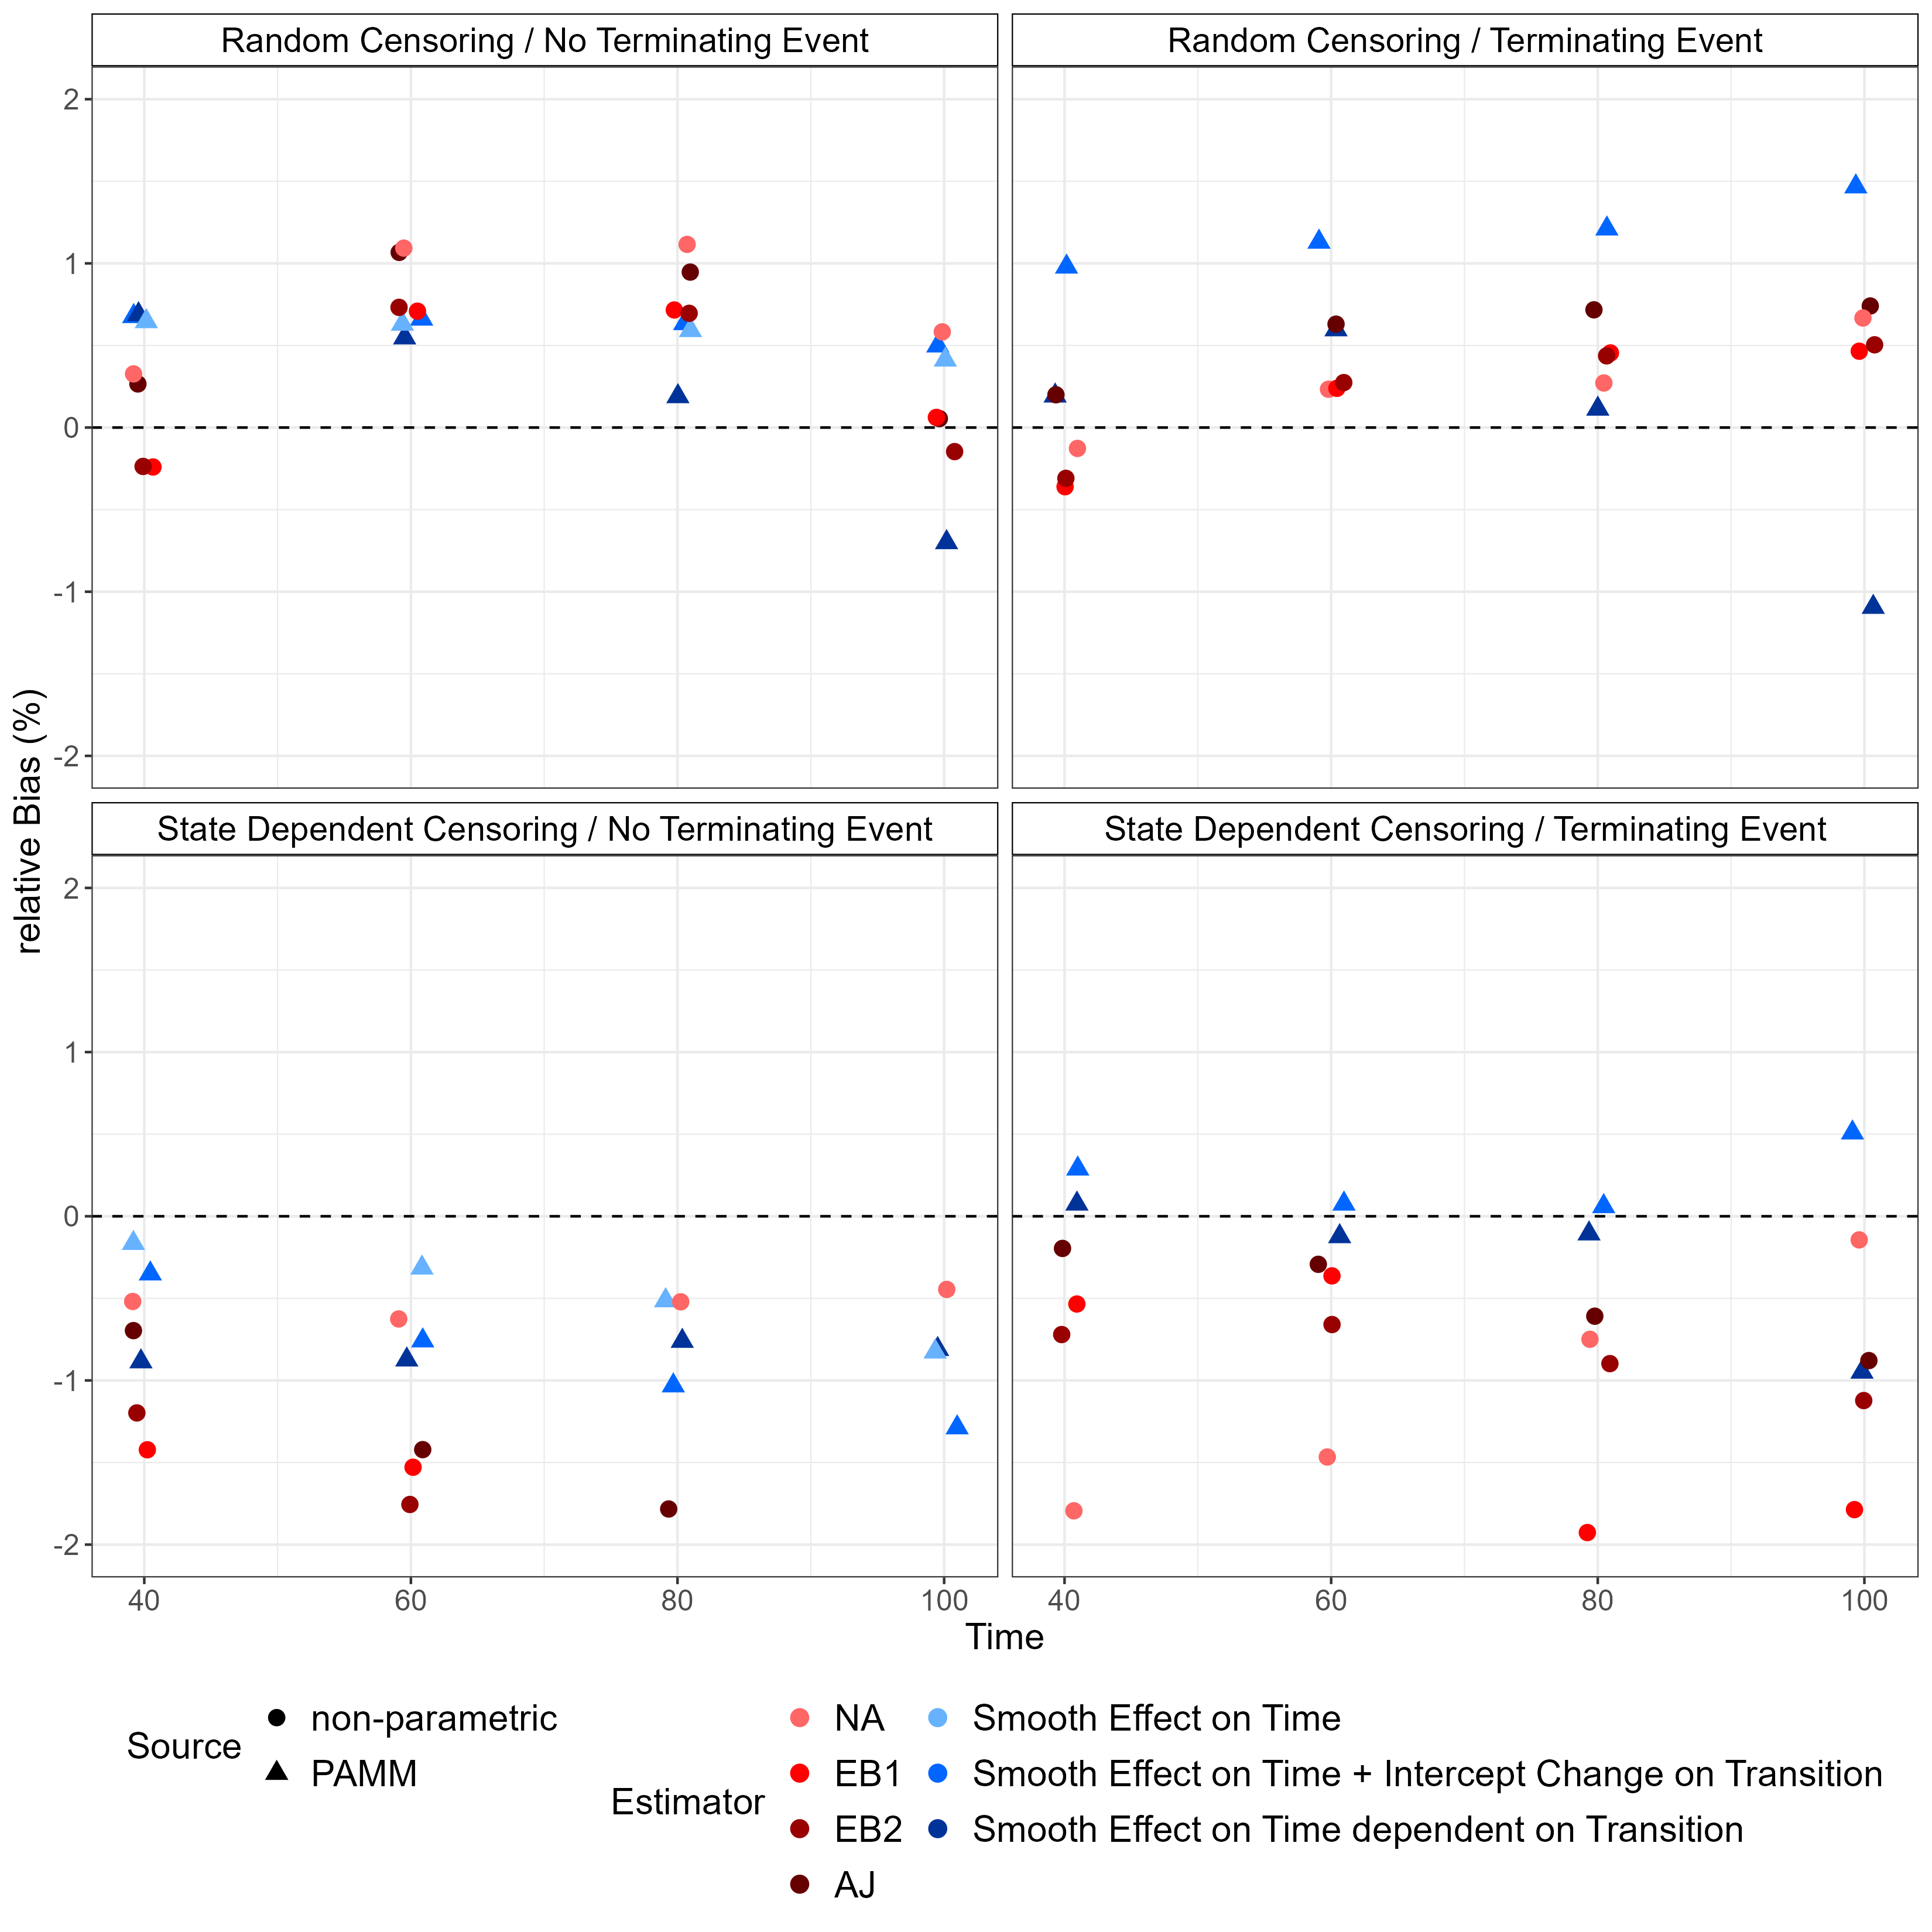 Random Censoring / No Terminating Event
Random Censoring / Terminating Event
2
1
0
-1
-2
State Dependent Censoring / No Terminating Event
State Dependent Censoring / Terminating Event
2
1
0
-1
-2
relative Bias (%)
40
60
80
100
40
60
80
100
Time
Source
non-parametric
PAMM
Estimator
NA
EB1
EB2
AJ
Smooth Effect on Time
Smooth Effect on Time + Intercept Change on Transition
Smooth Effect on Time dependent on Transition